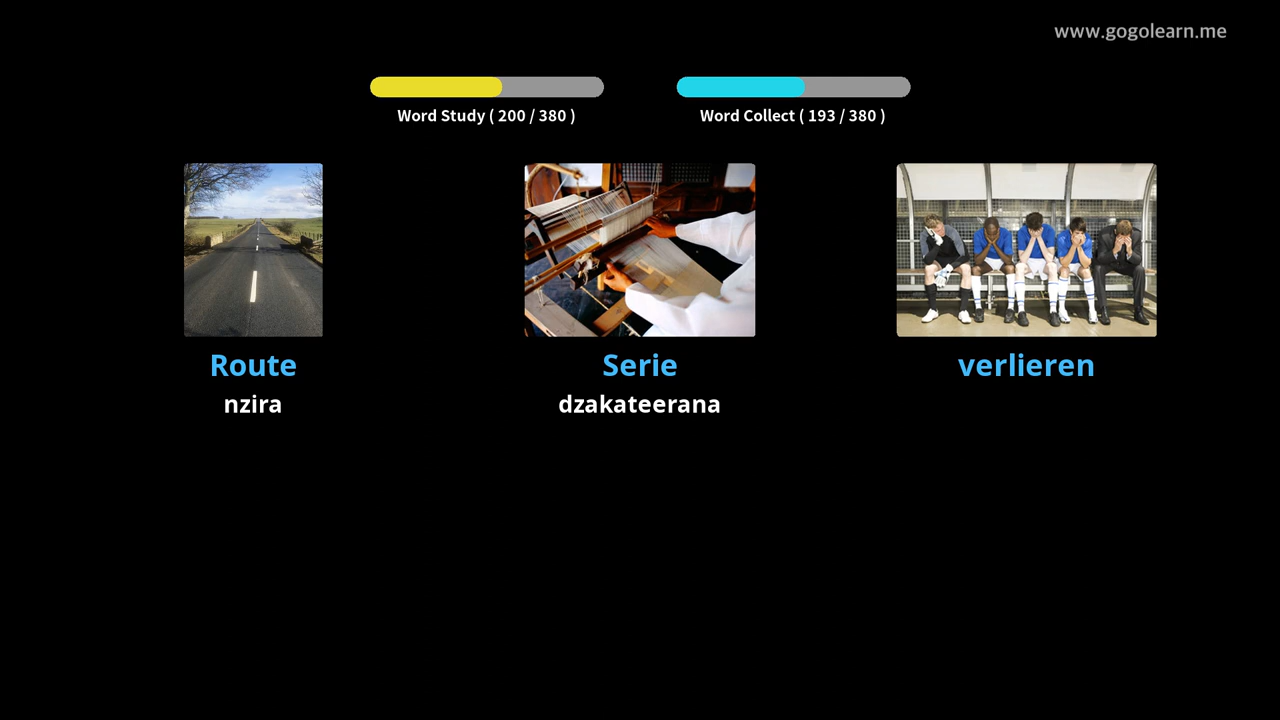 www.gogolearn.me
Word Study ( 200 / 380 )
Word Collect ( 193 / 380 )
Route
nzira
Serie
dzakateerana
verlieren